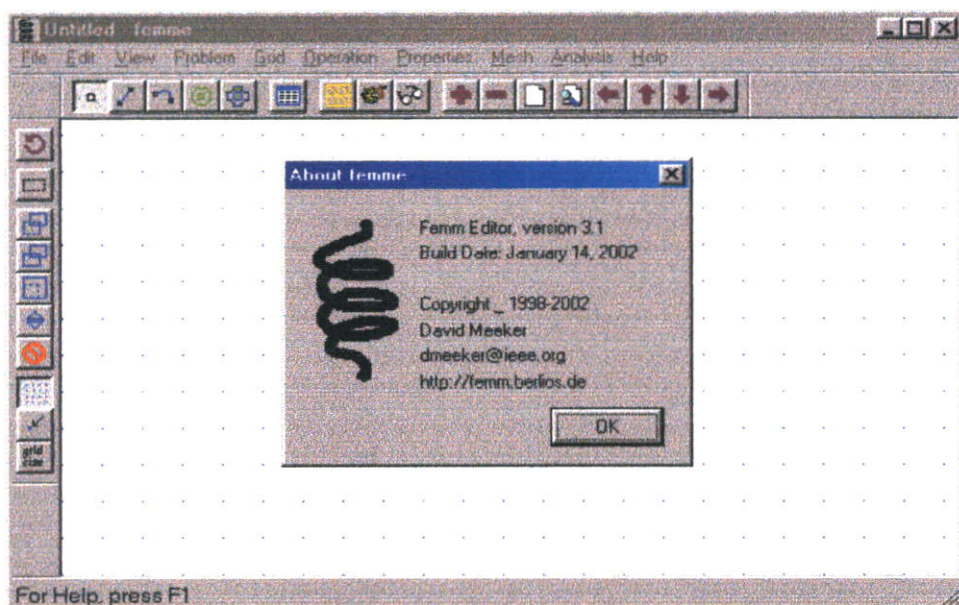 Untitled femme
File Edit View Problem Grid Operation Properties Mesh Analysis Help
About femme
Femm Editor, version 3.1
Build Date: January 14, 2002
Copyright _ 1998-2002
David Meeker
dmeeker@ieee.org
http://femm.berlios.de
OK
grid
size
For Help, press F1